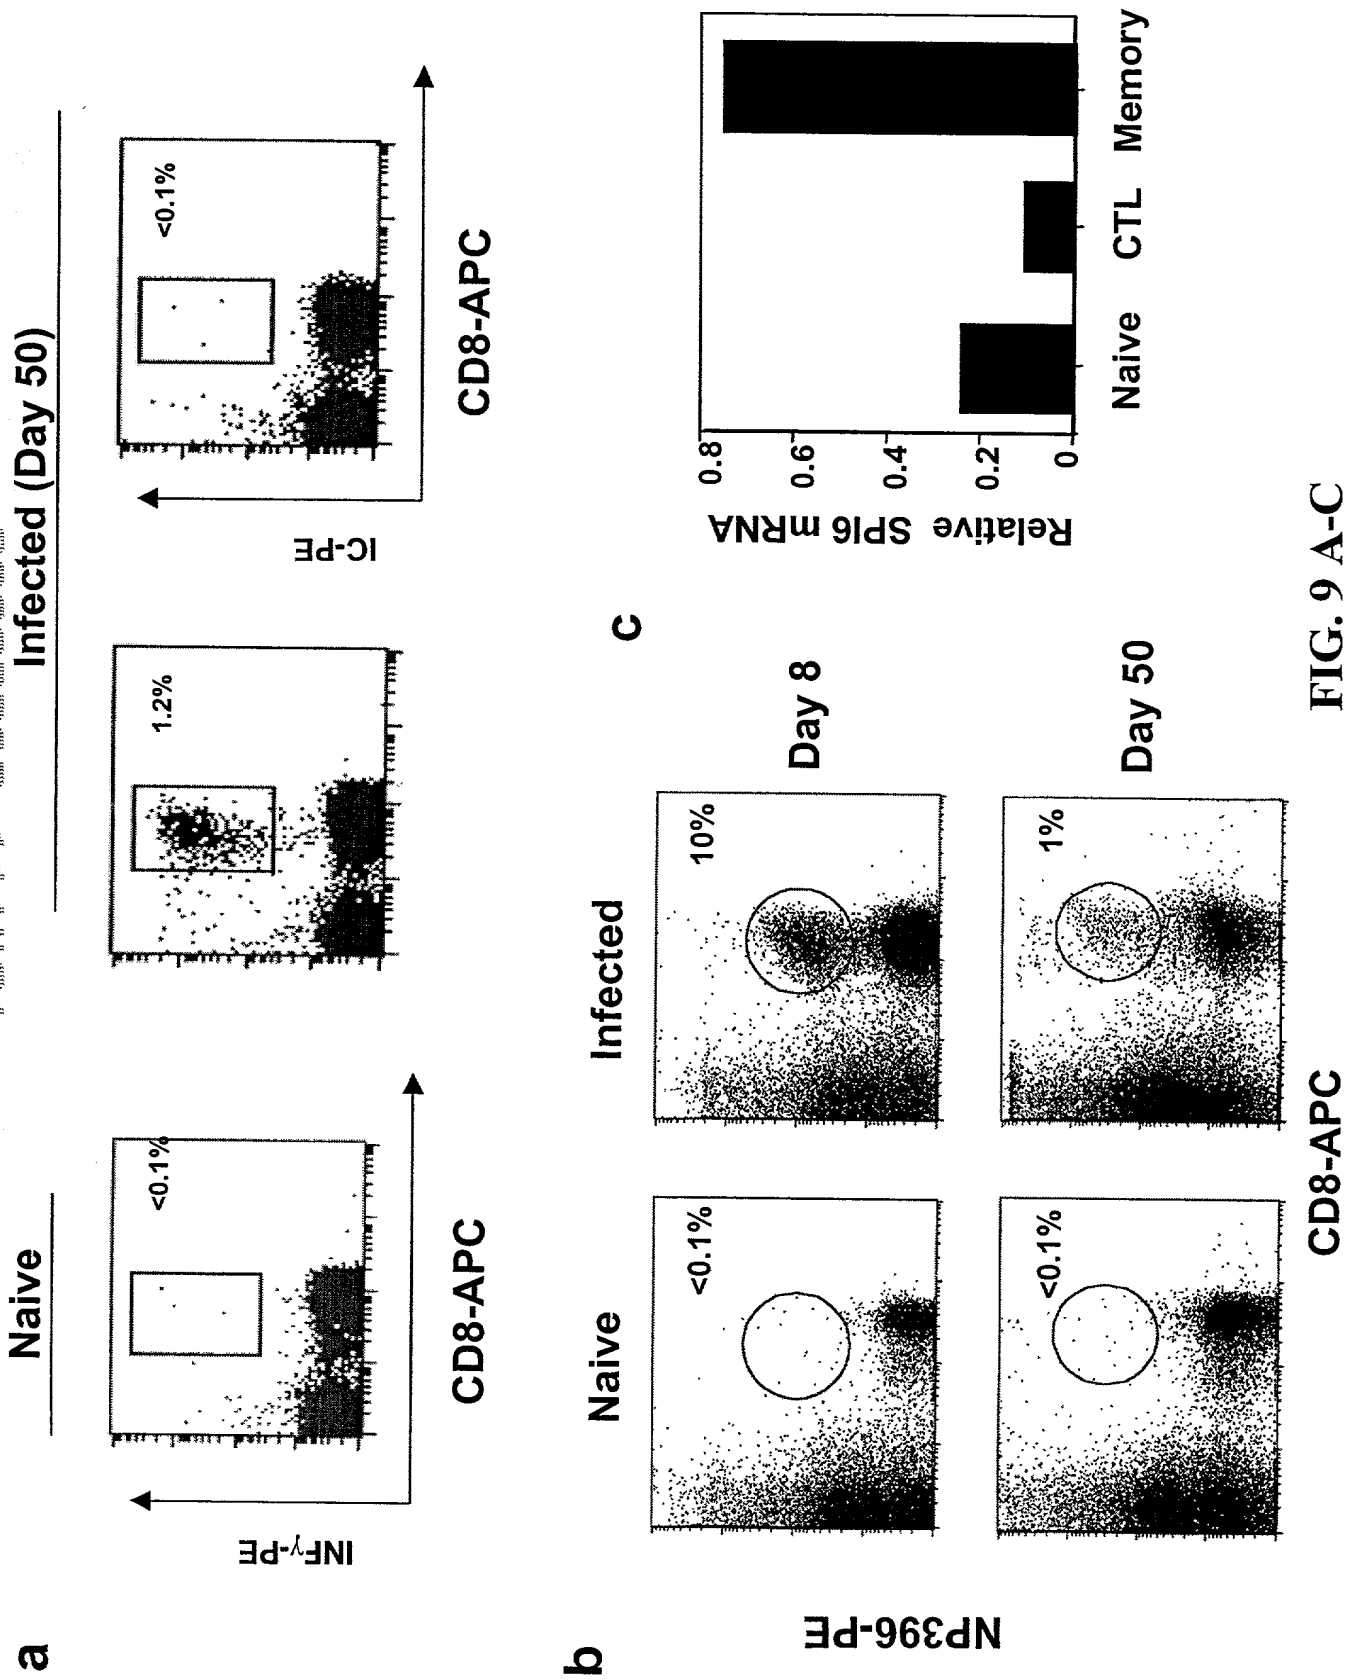 a
Naive
Infected (Day 50)
<0.1%
1.2%
<0.1%
INFγ-PE
IC-PE
CD8-APC
CD8-APC
b
Naive
Infected
<0.1%
10%
Day 8
<0.1%
1%
Day 50
NP396-PE
CD8-APC
c
Relative SPI6 mRNA
0.8
0.6
0.4
0.2
0
Naive CTL Memory
FIG. 9 A-C